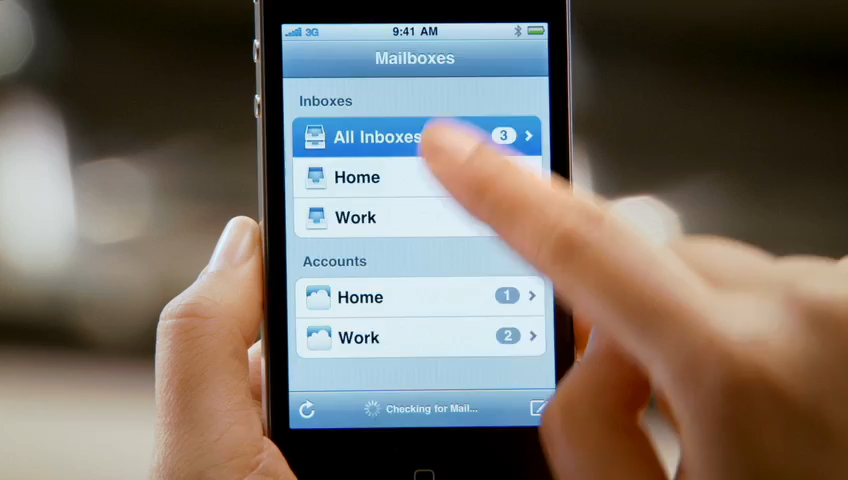 3G 9:41 AM
Mailboxes
Inboxes
All Inboxes 3
Home
Work
Accounts
Home 1
Work 2
Checking for Mail...